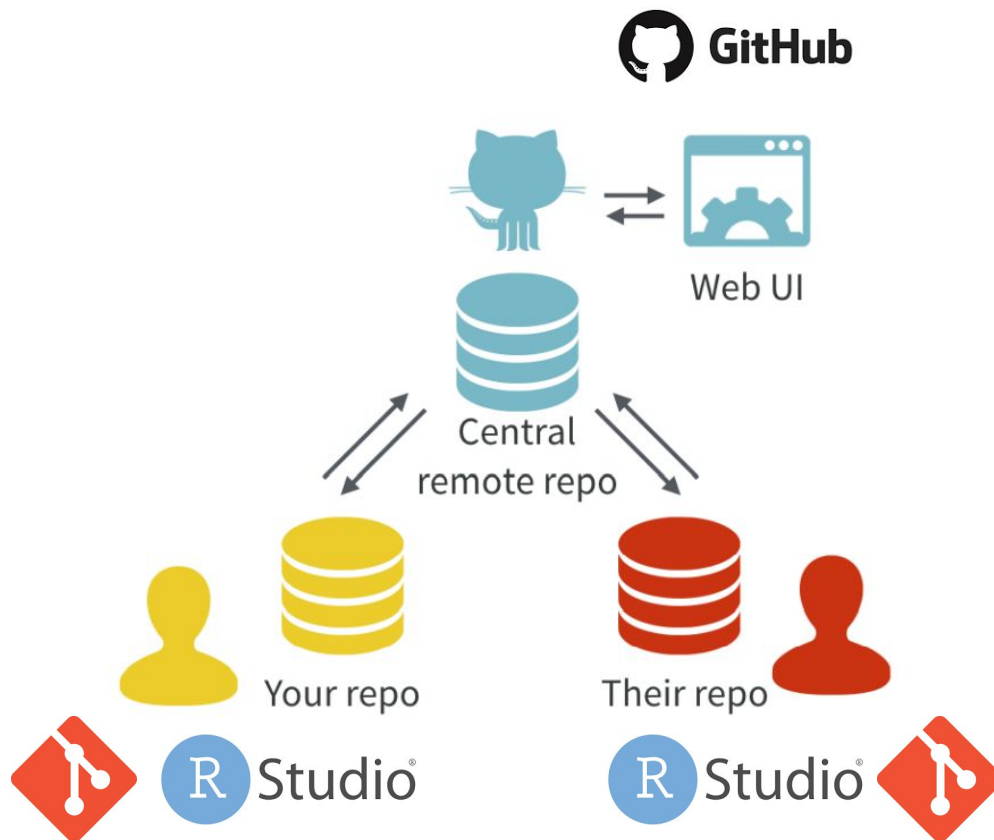 GitHub
Web UI
Central
remote repo
Your repo
Their repo
R Studio®
R Studio®